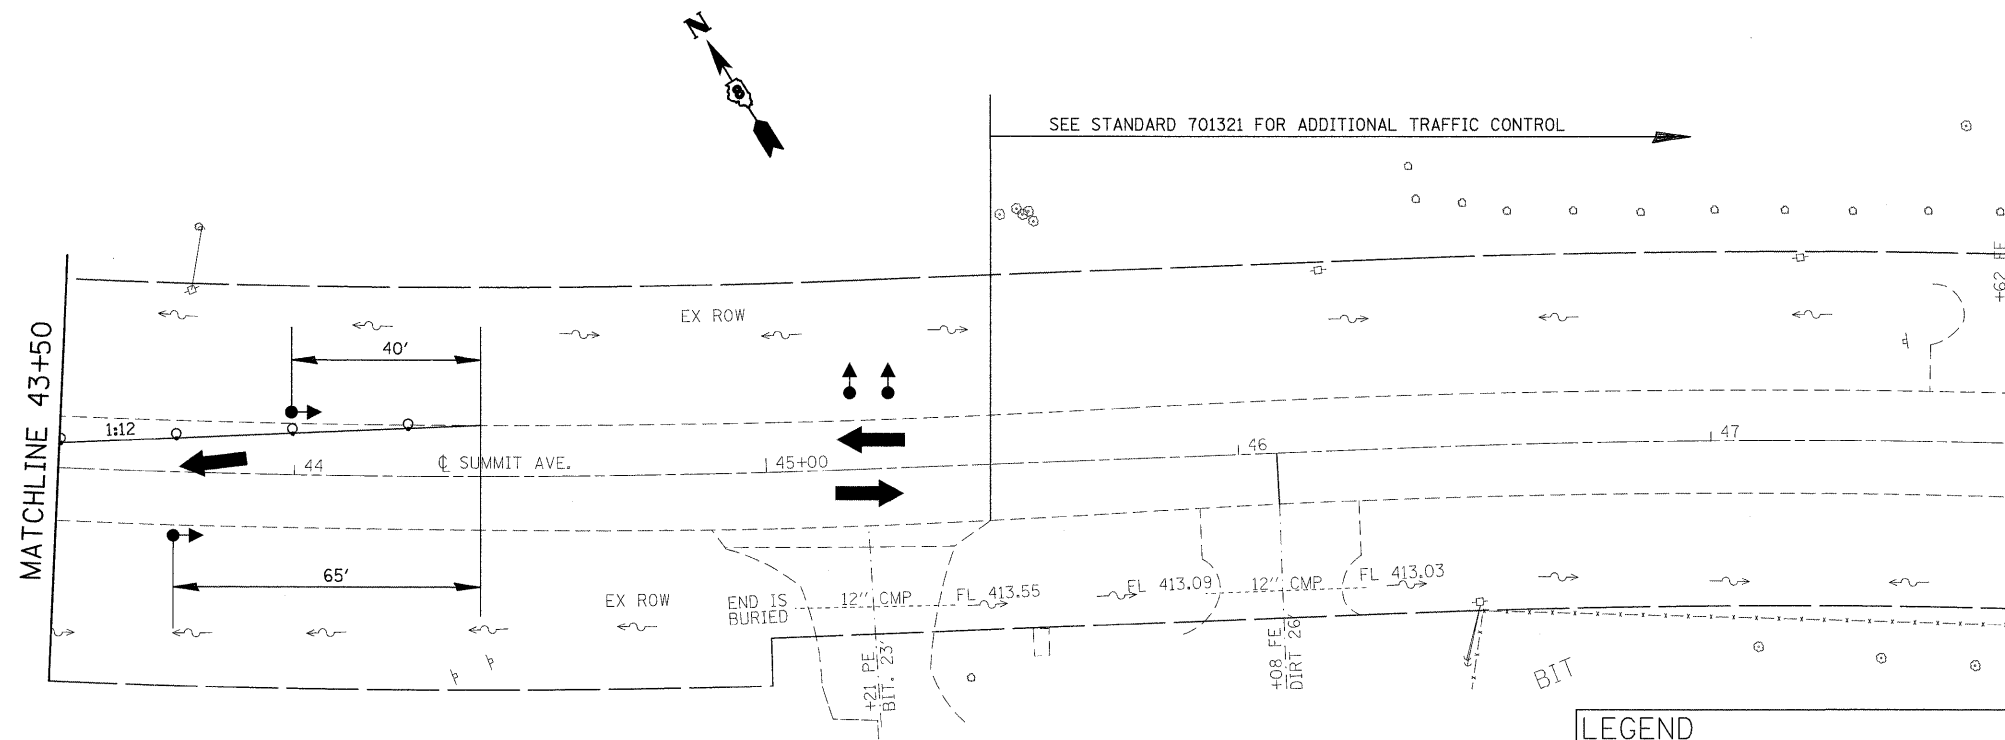 N
SEE STANDARD 701321 FOR ADDITIONAL TRAFFIC CONTROL
MATCHLINE 43+50
EX ROW
40'
1:12
44
℄ SUMMIT AVE.
45+00
46
47
+62 FE
65'
EX ROW
END IS
BURIED
12'' CMP
FL 413.55
FL 413.09
12'' CMP
FL 413.03
+21 PE
BIT. 23'
+08 FE
DIRT 26'
BIT
LEGEND